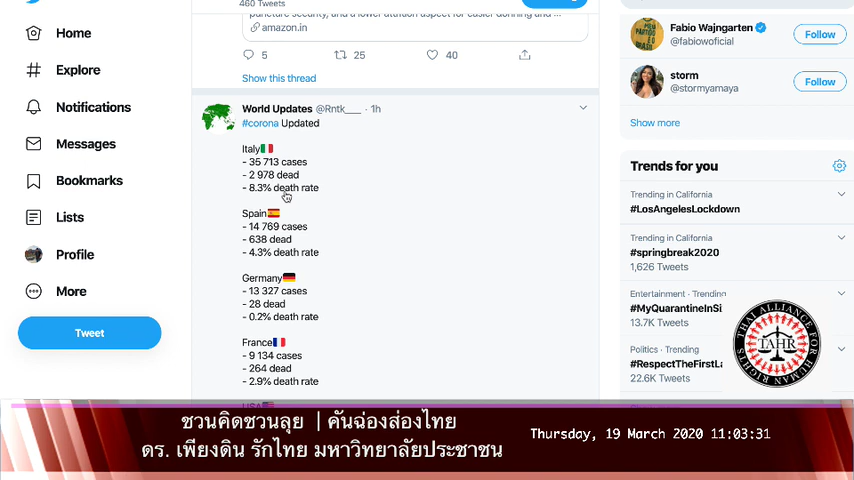 460 Tweets
amazon.in
5
25
40
Show this thread
Home
Explore
Notifications
Messages
Bookmarks
Lists
Profile
More
Tweet
World Updates @Rntk___ · 1h
#corona Updated
Italy
- 35 713 cases
- 2 978 dead
- 8.3% death rate
Spain
- 14 769 cases
- 638 dead
- 4.3% death rate
Germany
- 13 327 cases
- 28 dead
- 0.2% death rate
France
- 9 134 cases
- 264 dead
- 2.9% death rate
Fabio Wajngarten
@fabiowoficial
Follow
storm
@stormyarnaya
Follow
Show more
Trends for you
Trending in California
#LosAngelesLockdown
Trending in California
#springbreak2020
1,626 Tweets
Entertainment · Trending
#MyQuarantineInSi
13.7K Tweets
Politics · Trending
#RespectTheFirstLa
22.6K Tweets
THAI ALLIANCE FOR HUMAN RIGHTS
TAHR
ชวนคิดชวนลุย | คันฉ่องส่องไทย
ดร. เพียงดิน รักไทย มหาวิทยาลัยประชาชน
Thursday, 19 March 2020 11:03:31